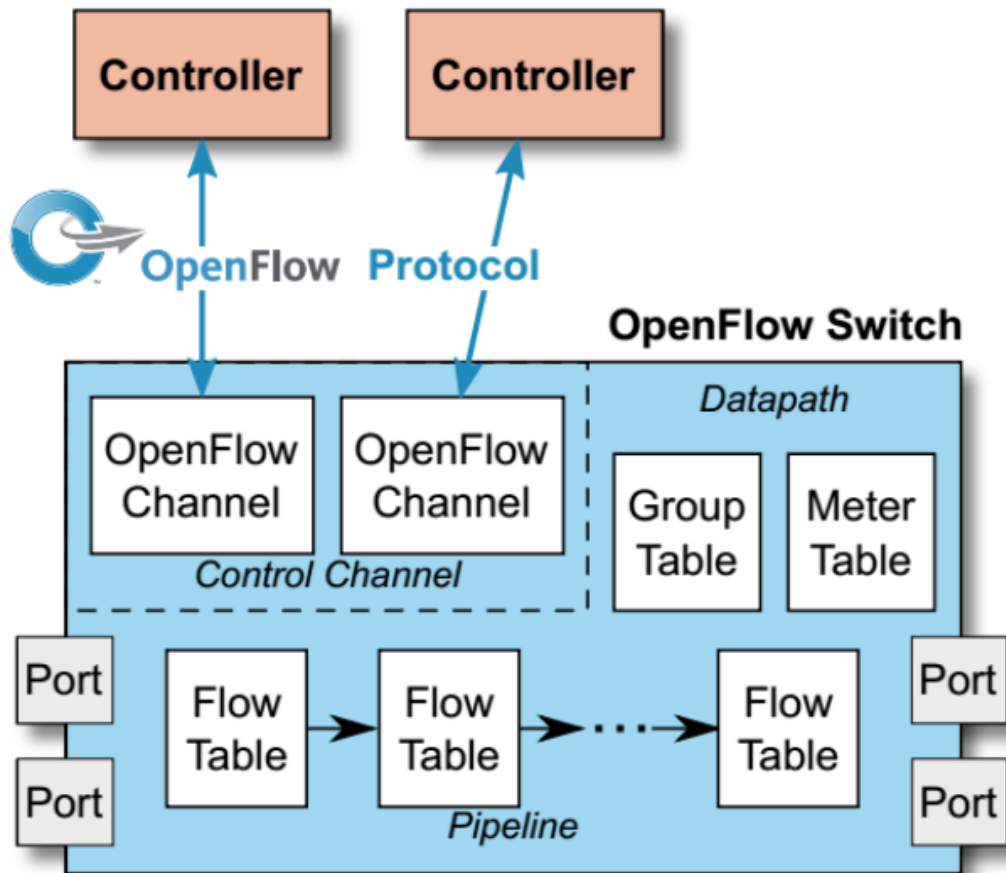 Controller
Controller
OpenFlow
Protocol
OpenFlow Switch
OpenFlow
Channel
OpenFlow
Channel
Control Channel
Datapath
Group
Table
Meter
Table
Port
Port
Flow
Table
Flow
Table
...
Flow
Table
Port
Port
Pipeline